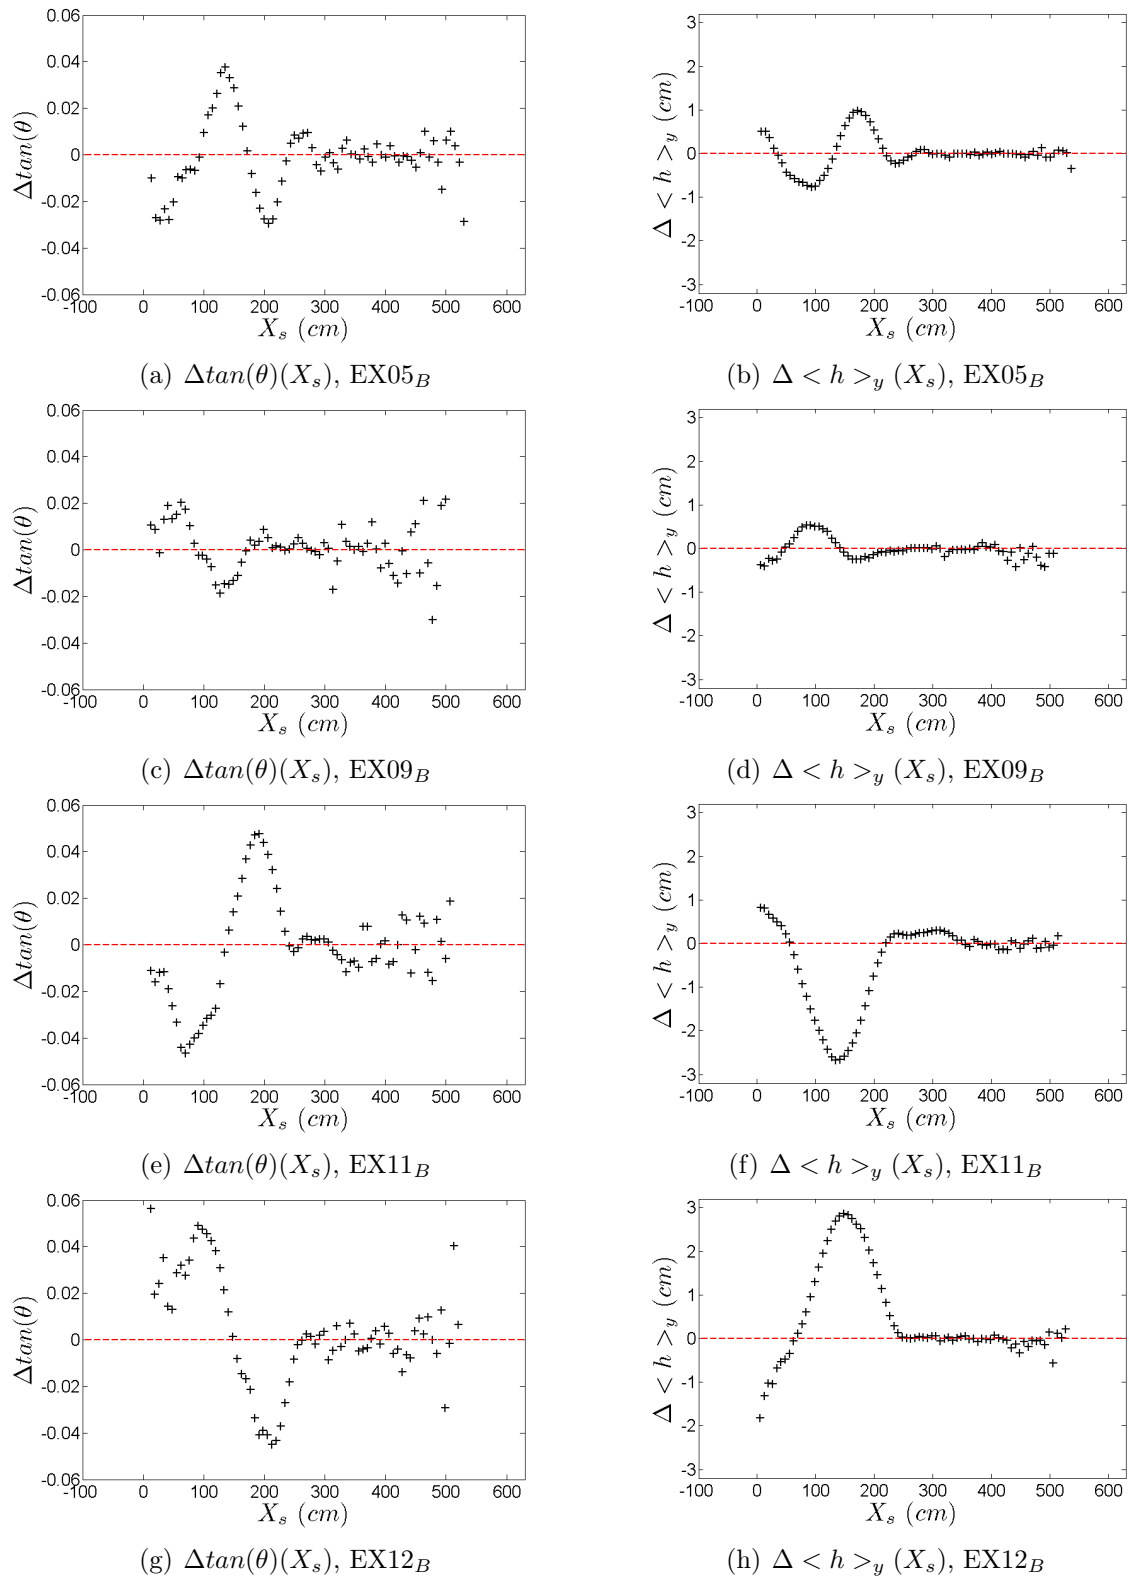 0.06
0.04
0.02
0
-0.02
-0.04
-0.06
Δtan(θ)
-100 0 100 200 300 400 500 600
X_s (cm)
(a) Δtan(θ)(X_s), EX05_B
3
2
1
0
-1
-2
-3
Δ < h >_y (cm)
-100 0 100 200 300 400 500 600
X_s (cm)
(b) Δ < h >_y (X_s), EX05_B
0.06
0.04
0.02
0
-0.02
-0.04
-0.06
Δtan(θ)
-100 0 100 200 300 400 500 600
X_s (cm)
(c) Δtan(θ)(X_s), EX09_B
3
2
1
0
-1
-2
-3
Δ < h >_y (cm)
-100 0 100 200 300 400 500 600
X_s (cm)
(d) Δ < h >_y (X_s), EX09_B
0.06
0.04
0.02
0
-0.02
-0.04
-0.06
Δtan(θ)
-100 0 100 200 300 400 500 600
X_s (cm)
(e) Δtan(θ)(X_s), EX11_B
3
2
1
0
-1
-2
-3
Δ < h >_y (cm)
-100 0 100 200 300 400 500 600
X_s (cm)
(f) Δ < h >_y (X_s), EX11_B
0.06
0.04
0.02
0
-0.02
-0.04
-0.06
Δtan(θ)
-100 0 100 200 300 400 500 600
X_s (cm)
(g) Δtan(θ)(X_s), EX12_B
3
2
1
0
-1
-2
-3
Δ < h >_y (cm)
-100 0 100 200 300 400 500 600
X_s (cm)
(h) Δ < h >_y (X_s), EX12_B